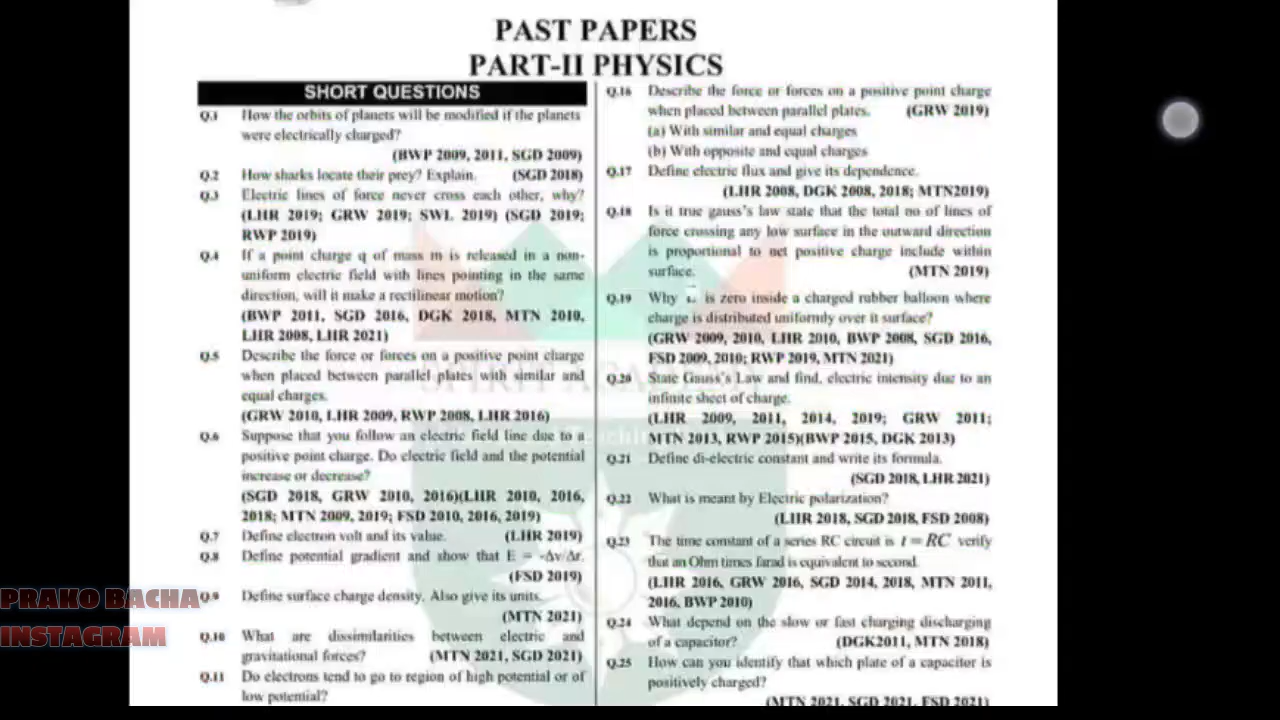 PAST PAPERS
PART-II PHYSICS
SHORT QUESTIONS
Q.1 How the orbits of planets will be modified if the planets
were electrically charged?
(BWP 2009, 2011, SGD 2009)
Q.2 How sharks locate their prey? Explain. (SGD 2018)
Q.3 Electric lines of force never cross each other, why?
(LHR 2019; GRW 2019; SWL 2019) (SGD 2019;
RWP 2019)
Q.4 If a point charge q of mass m is released in a non-
uniform electric field with lines pointing in the same
direction, will it make a rectilinear motion?
(BWP 2011, SGD 2016, DGK 2018, MTN 2010,
LHR 2008, LHR 2021)
Q.5 Describe the force or forces on a positive point charge
when placed between parallel plates with similar and
equal charges.
(GRW 2010, LHR 2009, RWP 2008, LHR 2016)
Q.6 Suppose that you follow an electric field line due to a
positive point charge. Do electric field and the potential
increase or decrease?
(SGD 2018, GRW 2010, 2016)(LHR 2010, 2016,
2018; MTN 2009, 2019; FSD 2010, 2016, 2019)
Q.7 Define electron volt and its value. (LHR 2019)
Q.8 Define potential gradient and show that E = -Δv/Δr.
(FSD 2019)
Q.9 Define surface charge density. Also give its units.
(MTN 2021)
Q.10 What are dissimilarities between electric and
gravitational forces? (MTN 2021, SGD 2021)
Q.11 Do electrons tend to go to region of high potential or of
low potential?
Q.16 Describe the force or forces on a positive point charge
when placed between parallel plates. (GRW 2019)
(a) With similar and equal charges
(b) With opposite and equal charges
Q.17 Define electric flux and give its dependence.
(LHR 2008, DGK 2008, 2018; MTN2019)
Q.18 Is it true gauss's law state that the total no of lines of
force crossing any low surface in the outward direction
is proportional to net positive charge include within
surface. (MTN 2019)
Q.19 Why is zero inside a charged rubber balloon where
charge is distributed uniformly over it surface?
(GRW 2009, 2010, LHR 2010, BWP 2008, SGD 2016,
FSD 2009, 2010; RWP 2019, MTN 2021)
Q.20 State Gauss's Law and find, electric intensity due to an
infinite sheet of charge.
(LHR 2009, 2011, 2014, 2019; GRW 2011;
MTN 2013, RWP 2015)(BWP 2015, DGK 2013)
Q.21 Define di-electric constant and write its formula.
(SGD 2018, LHR 2021)
Q.22 What is meant by Electric polarization?
(LHR 2018, SGD 2018, FSD 2008)
Q.23 The time constant of a series RC circuit is t = RC verify
that an Ohm times farad is equivalent to second.
(LHR 2016, GRW 2016, SGD 2014, 2018, MTN 2011,
2016, BWP 2010)
Q.24 What depend on the slow or fast charging discharging
of a capacitor? (DGK2011, MTN 2018)
Q.25 How can you identify that which plate of a capacitor is
positively charged?
(MTN 2021, SGD 2021, FSD 2021)
PRAKO BACHA
INSTAGRAM